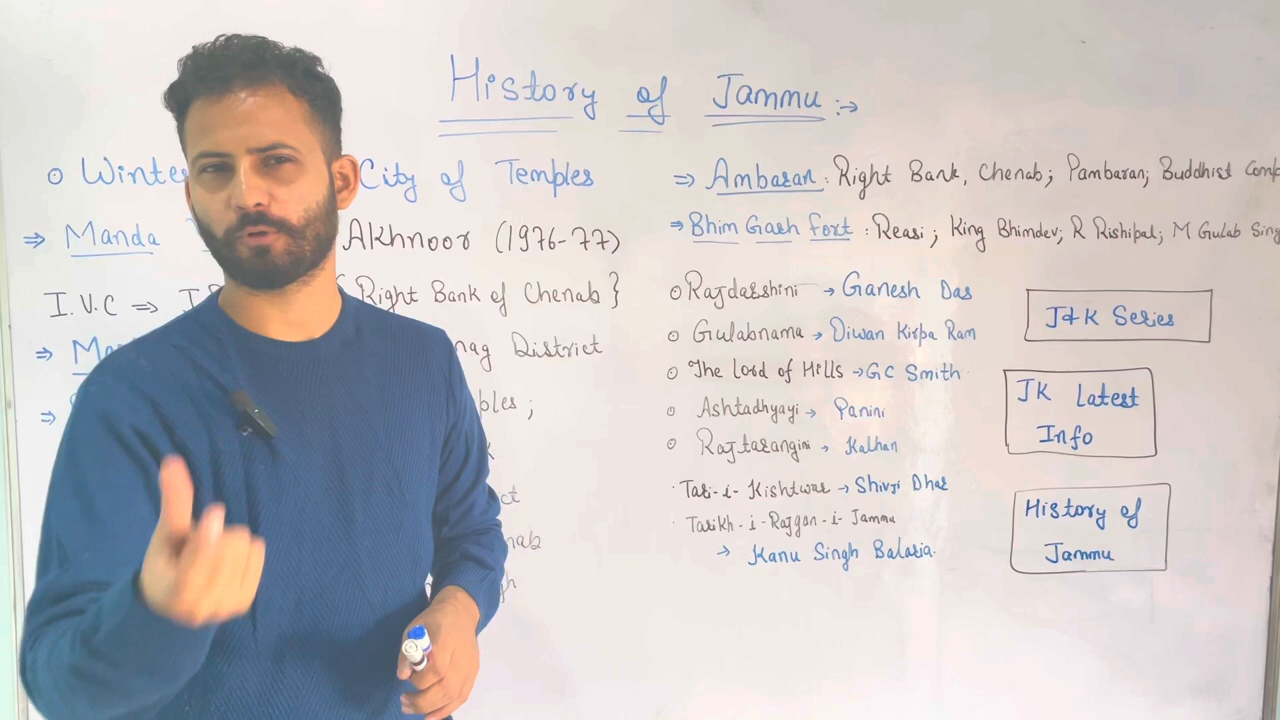 History of Jammu :→
⊙ Winte City of Temples
⇒ Manda Akhnoor (1976-77)
I.V.C ⇒ Right Bank of Chenab }
⇒ nag District
⇒ ples ;
⇒ Ambaran : Right Bank, Chenab ; Pambaran; Buddhist Comp
⇒ Bhim Garh Fort : Reasi ; King Bhimdev; R Rishipal; M Gulab Sing
⊙ Rajdarshini → Ganesh Das
⊙ Gulabnama → Diwan Kirpa Ram
⊙ The Lord of Hills → GC Smith
⊙ Ashtadhyayi → Panini
⊙ Rajtarangini → Kalhan
· Tari-i-Kishtwar → Shivji Dhar
· Tarikh-i-Rajgan-i-Jammu
→ Kanu Singh Balaria.
J&K Series
JK Latest
Info
History of
Jammu